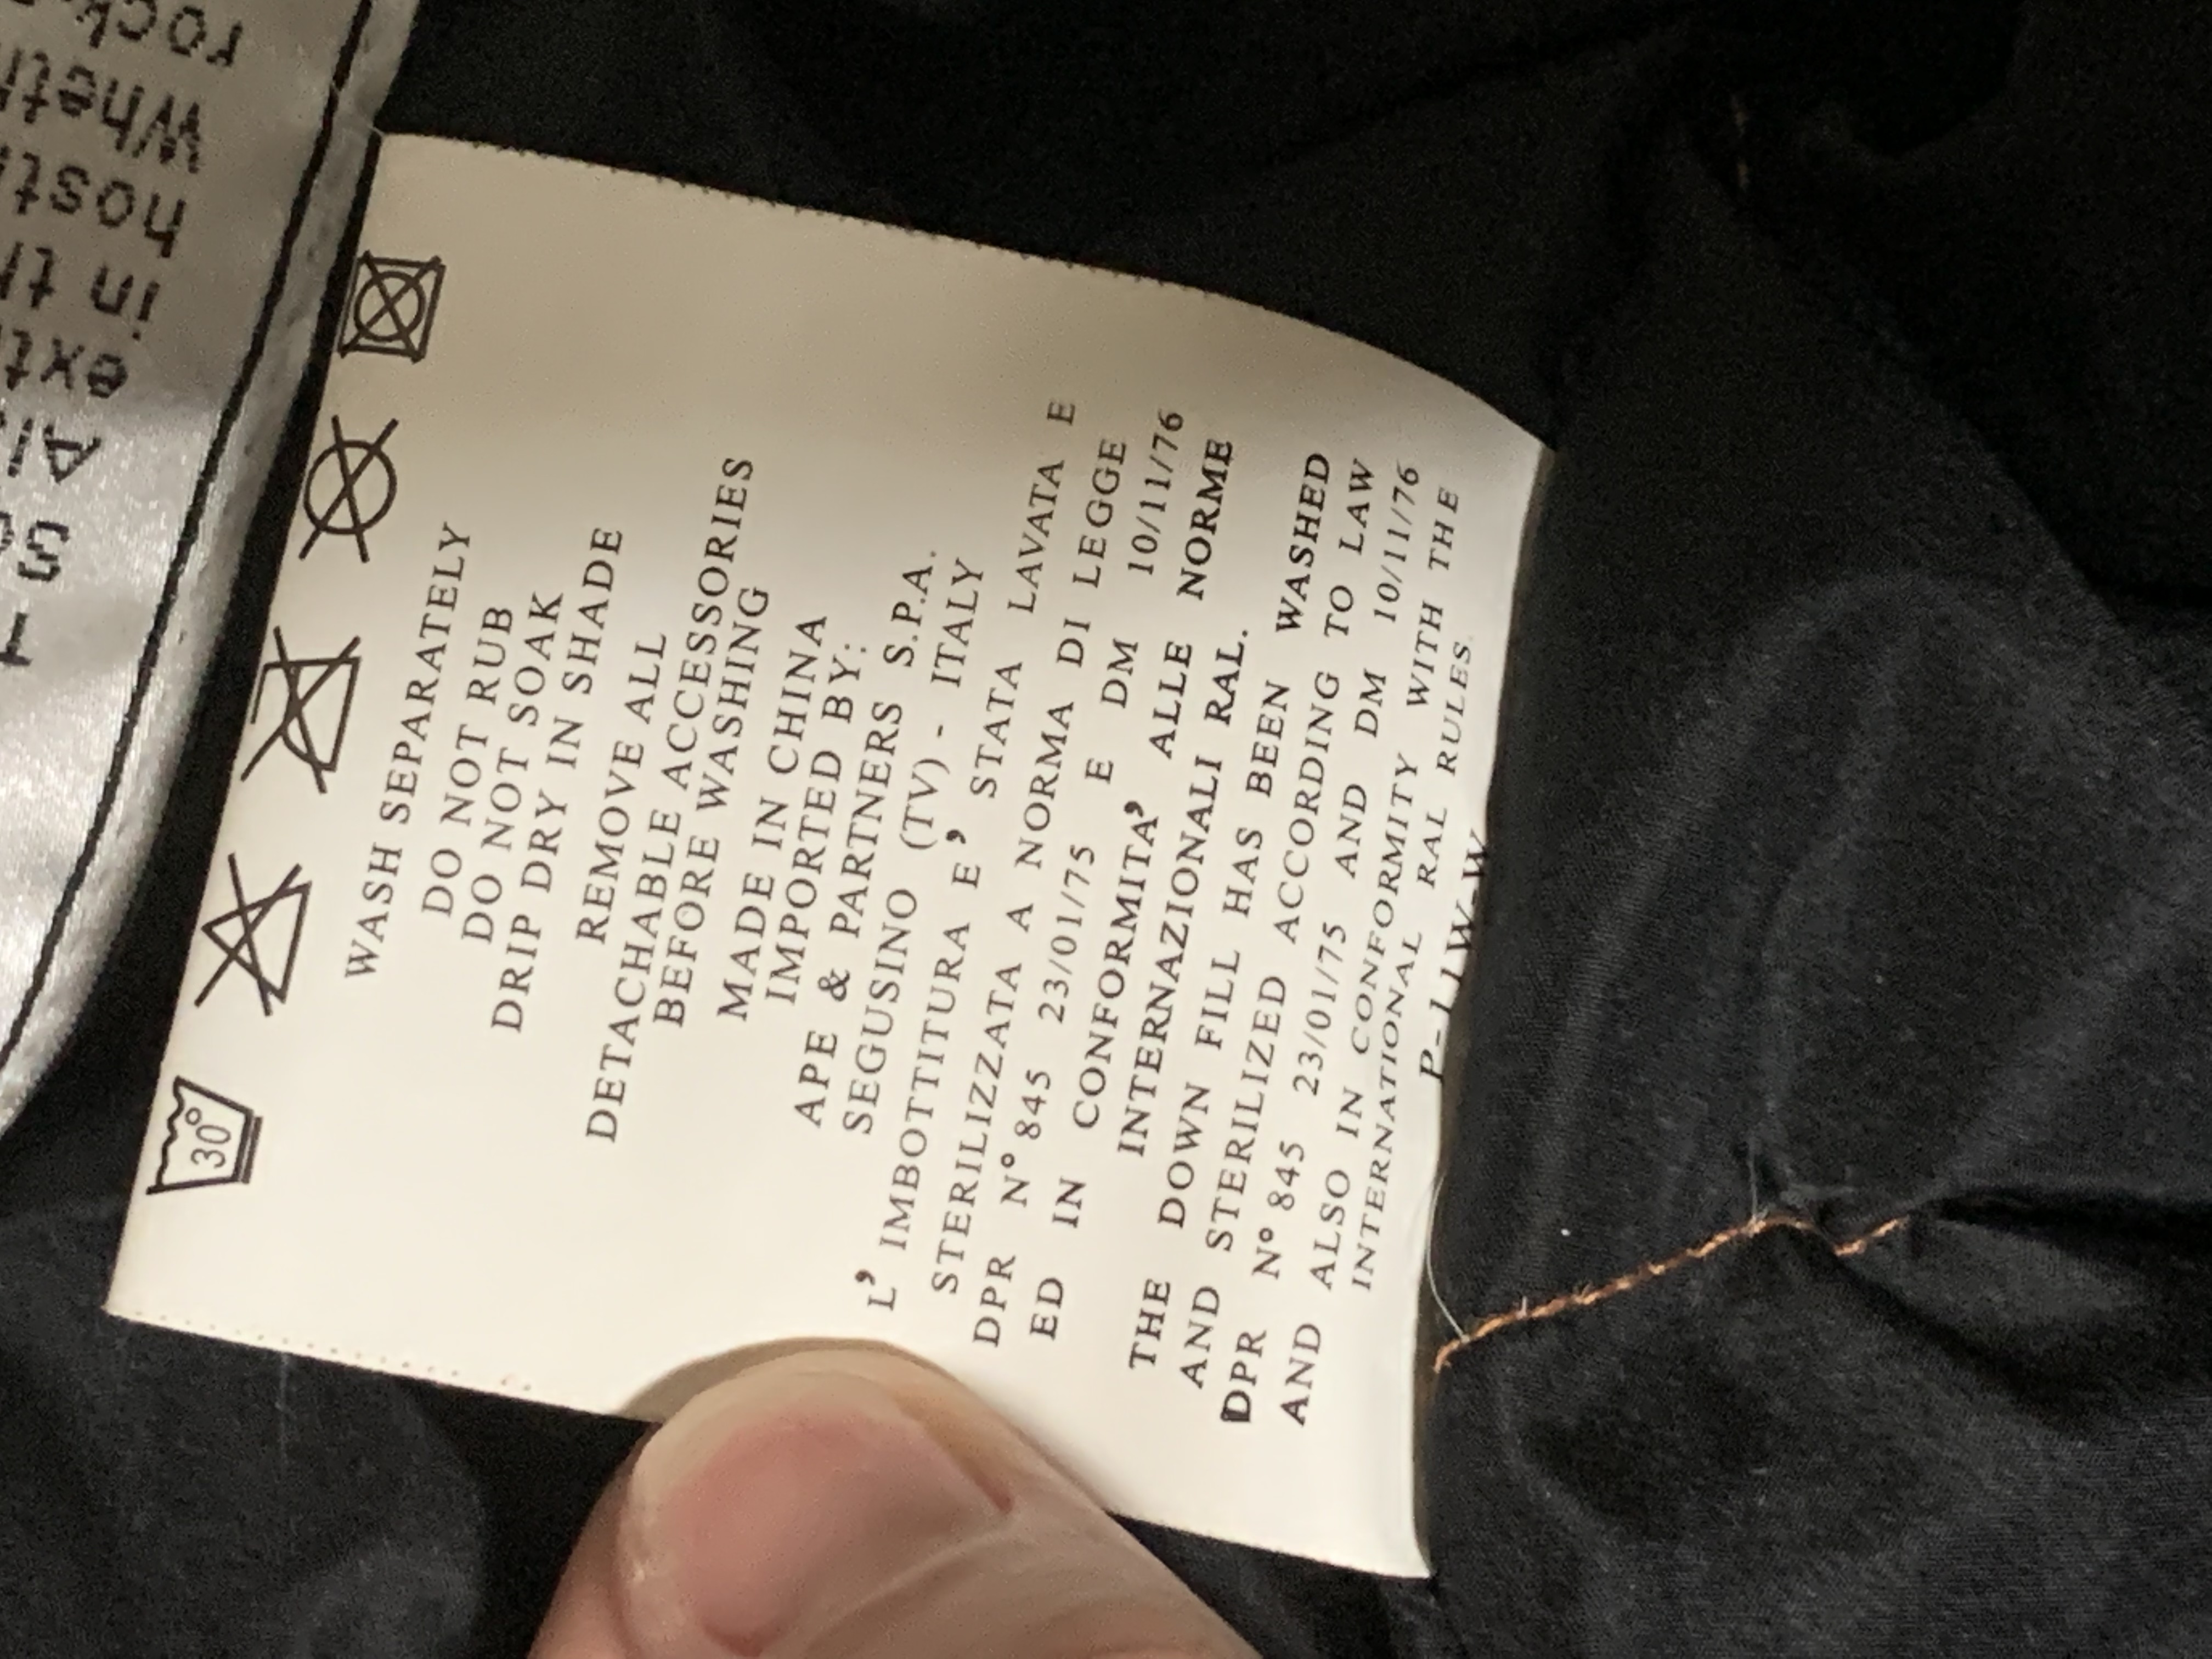 30°
WASH SEPARATELY
DO NOT RUB
DO NOT SOAK
DRIP DRY IN SHADE
REMOVE ALL
DETACHABLE ACCESSORIES
BEFORE WASHING
MADE IN CHINA
IMPORTED BY:
APE & PARTNERS S.P.A.
SEGUSINO (TV) - ITALY
L' IMBOTTITURA E' STATA LAVATA E
STERILIZZATA A NORMA DI LEGGE
DPR N° 845 23/01/75 E DM 10/11/76
ED IN CONFORMITA' ALLE NORME
INTERNAZIONALI RAL.
THE DOWN FILL HAS BEEN WASHED
AND STERILIZED ACCORDING TO LAW
DPR N° 845 23/01/75 AND DM 10/11/76
AND ALSO IN CONFORMITY WITH THE
INTERNATIONAL RAL RULES.
in